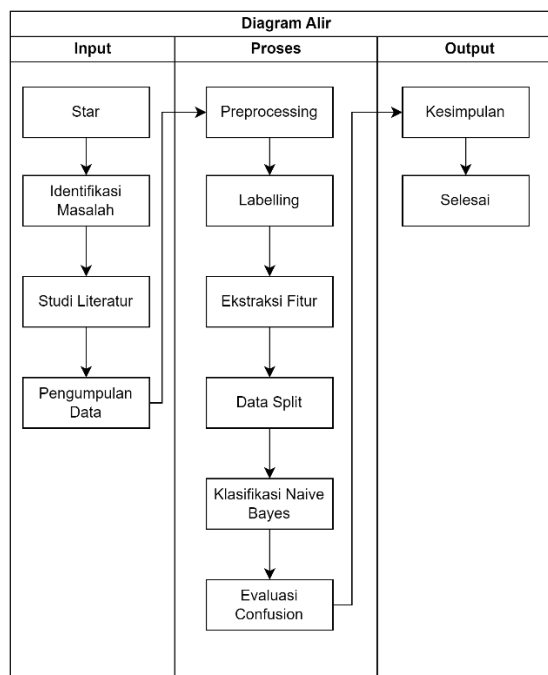 Diagram Alir
Input
Proses
Output
Star
Identifikasi
Masalah
Studi Literatur
Pengumpulan
Data
Preprocessing
Labelling
Ekstraksi Fitur
Data Split
Klasifikasi Naive
Bayes
Evaluasi
Confusion
Kesimpulan
Selesai